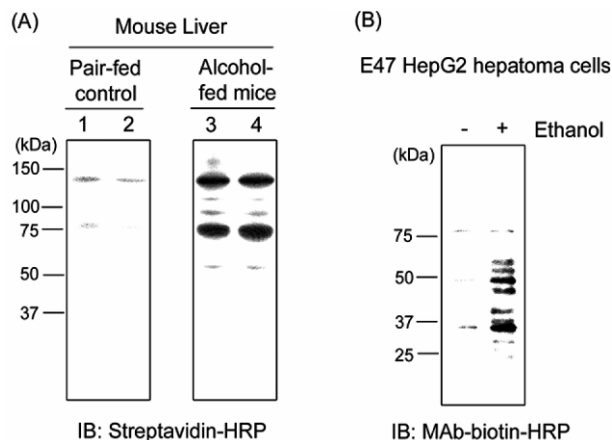 (A)
Mouse Liver
Pair-fed
control
Alcohol-
fed mice
1 2 3 4
(kDa)
150
100
75
50
37
IB: Streptavidin-HRP
(B)
E47 HepG2 hepatoma cells
- + Ethanol
(kDa)
75
50
37
25
IB: MAb-biotin-HRP